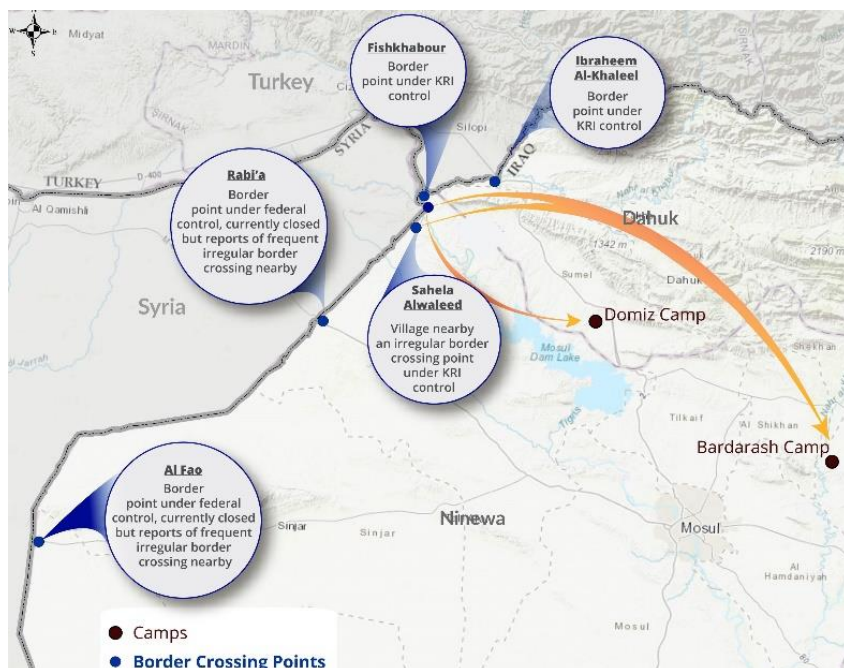 Midyat
MARDIN
Turkey
SIRNAK
SIRNAK
Fishkhabour
Border
point under KRI
control
Ibraheem
Al-Khaleel
Border
point under
KRI control
Silopi
SYRIA
IRAQ
TURKEY
D-400
Al Qamishli
Rabi'a
Border
point under federal
control, currently closed
but reports of frequent
irregular border
crossing nearby
Dahuk
1342 m
2190 m
Sumel
Dahuk
Syria
Sahela
Alwaleed
Village nearby
an irregular border
crossing point
under KRI
control
Domiz Camp
Mosul
Dam Lake
Shekhan
Tigris
Tilkaif
Al Shikhan
Bardarash Camp
Al Fao
Border
point under federal
control, currently closed
but reports of frequent
irregular border
crossing nearby
Sinjar
Sinjar
Ninewa
Mosul
Al
Hamdaniyah
Mosul
80
Camps
Border Crossing Points